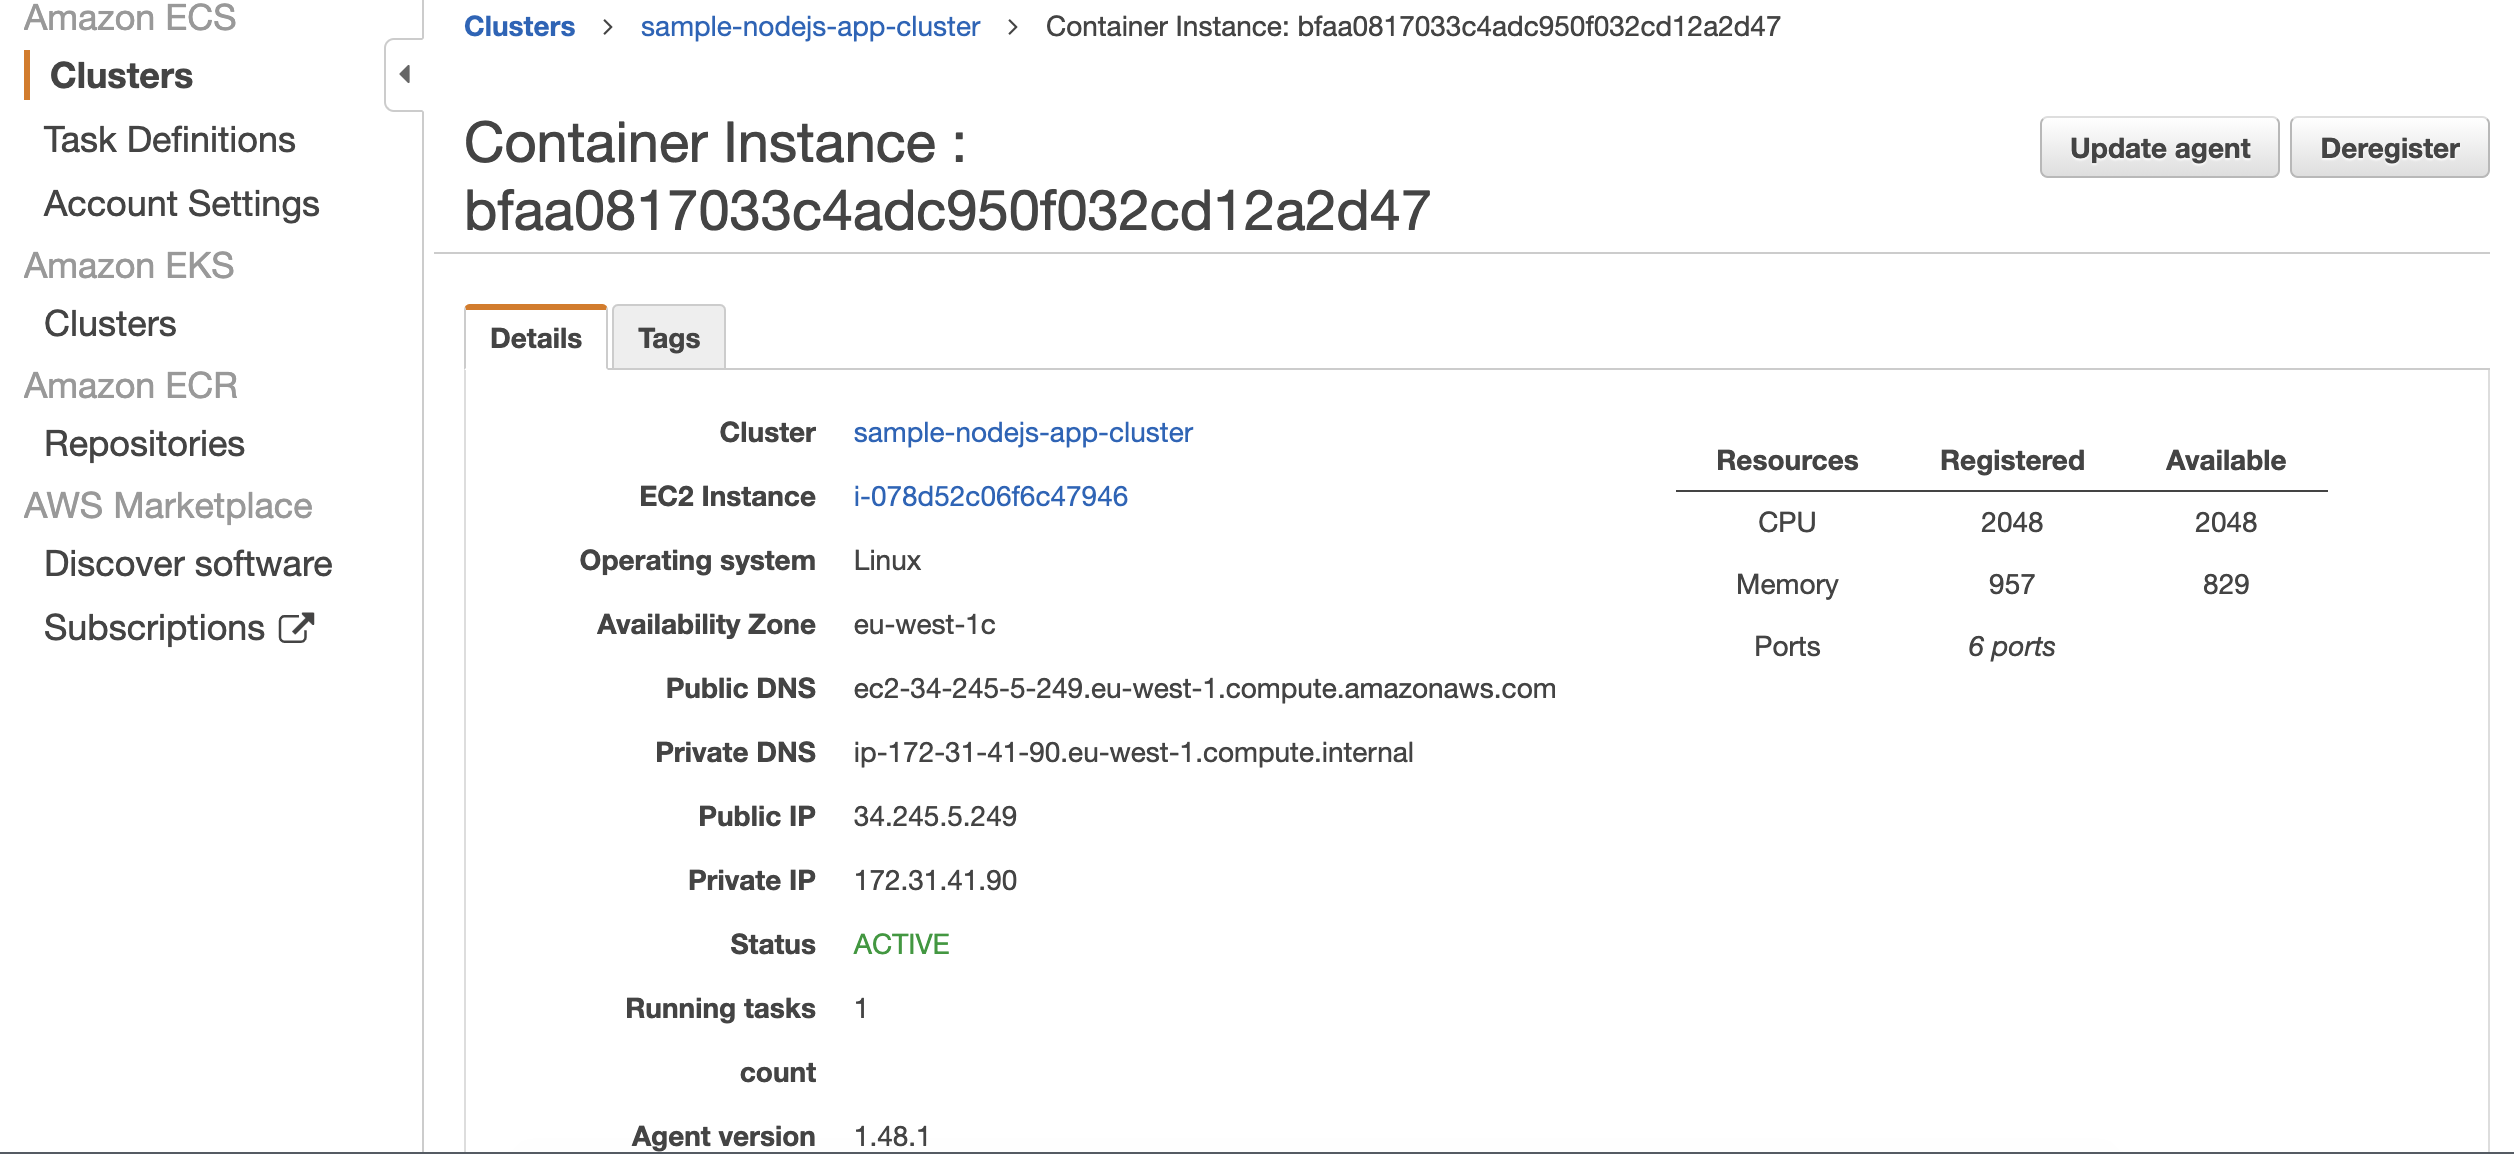 Amazon ECS
Clusters
Task Definitions
Account Settings
Amazon EKS
Clusters
Amazon ECR
Repositories
AWS Marketplace
Discover software
Subscriptions
Clusters > sample-nodejs-app-cluster > Container Instance: bfaa0817033c4adc950f032cd12a2d47
Container Instance :
bfaa0817033c4adc950f032cd12a2d47
Update agent Deregister
Details Tags
Cluster sample-nodejs-app-cluster
EC2 Instance i-078d52c06f6c47946
Operating system Linux
Availability Zone eu-west-1c
Public DNS ec2-34-245-5-249.eu-west-1.compute.amazonaws.com
Private DNS ip-172-31-41-90.eu-west-1.compute.internal
Public IP 34.245.5.249
Private IP 172.31.41.90
Status ACTIVE
Running tasks 1
count
Agent version 1.48.1
Resources Registered Available
CPU 2048 2048
Memory 957 829
Ports 6 ports